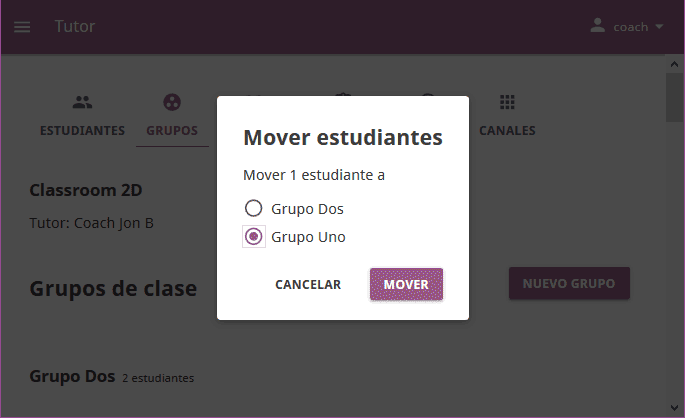 Tutor
coach
ESTUDIANTES GRUPOS CANALES
Classroom 2D
Tutor: Coach Jon B
Grupos de clase
NUEVO GRUPO
Grupo Dos 2 estudiantes
Mover estudiantes
Mover 1 estudiante a
Grupo Dos
Grupo Uno
CANCELAR MOVER